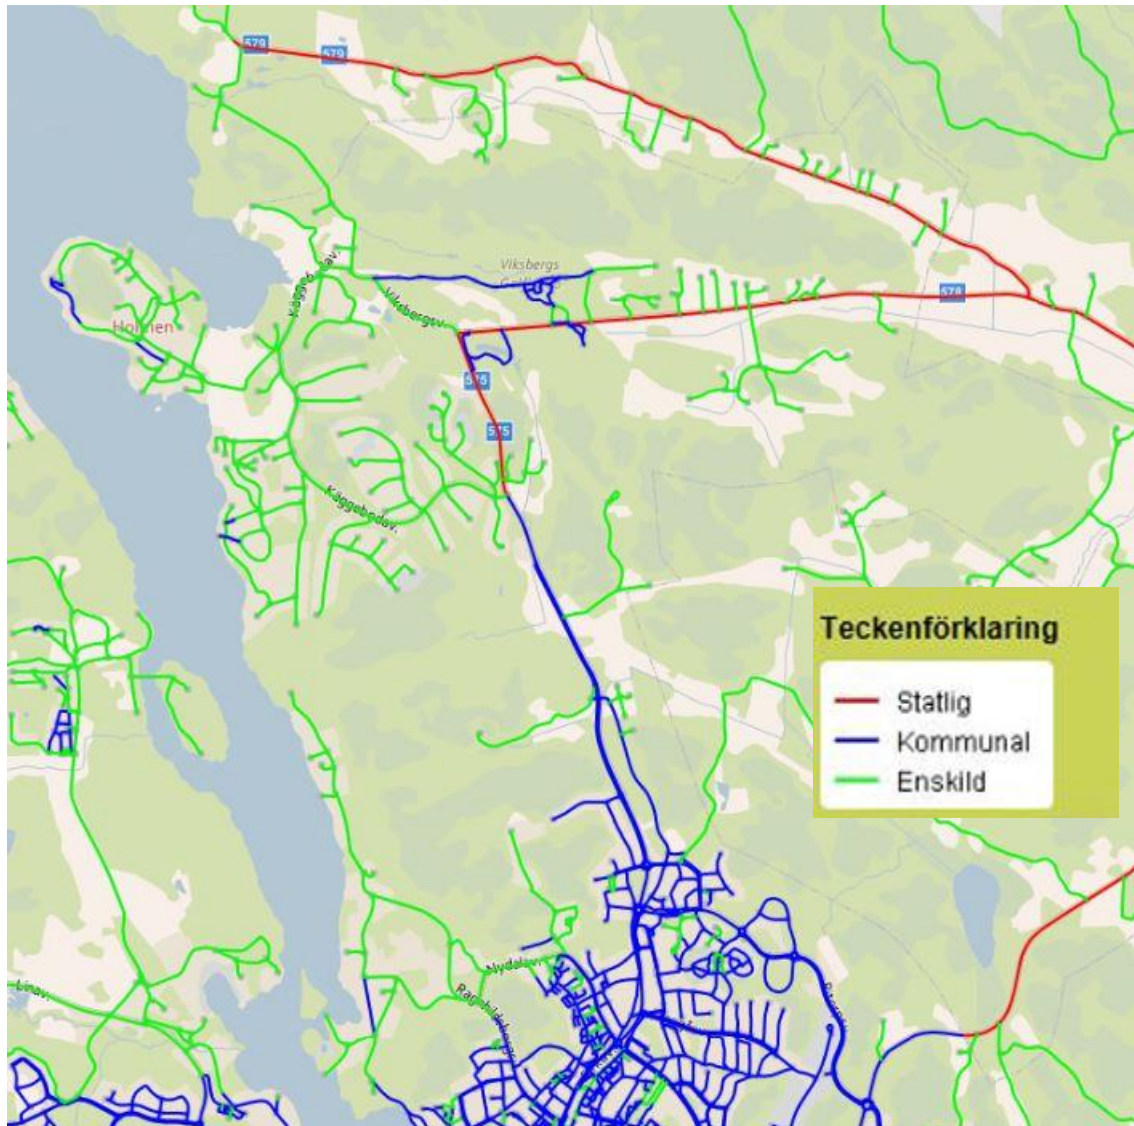 579
579
Viksbergs
Viksbergsv.
578
Holmen
575
575
Käggebodav.
Teckenförklaring
Statlig
Kommunal
Enskild
Linav.
Nydalsv.